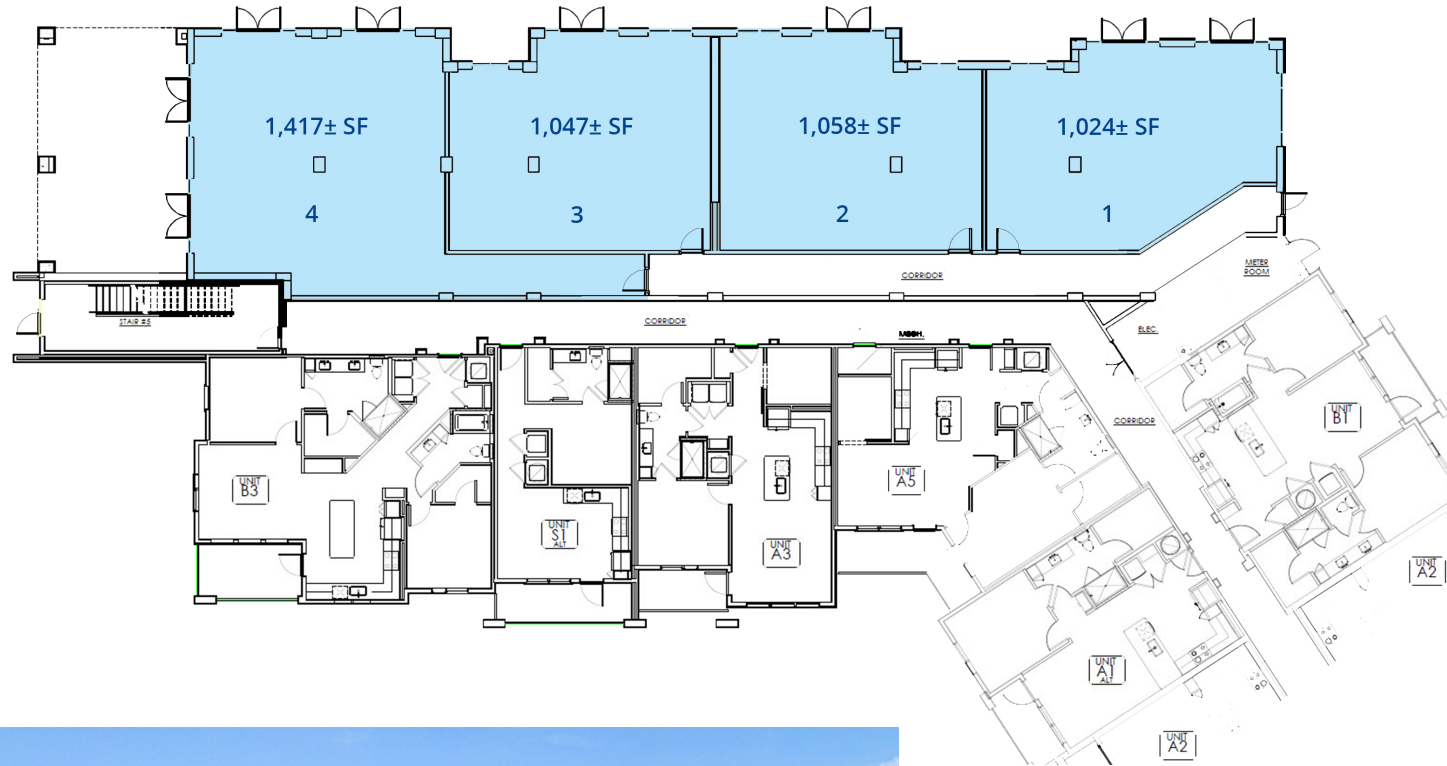 1,417± SF
1,047± SF
1,058± SF
1,024± SF
4
3
2
1
CORRIDOR
METER
ROOM
STAIR #5
CORRIDOR
MECH.
ELEC.
CORRIDOR
UNIT
B1
UNIT
B3
UNIT
S1
ALT
UNIT
A3
UNIT
A5
UNIT
A2
UNIT
A1
ALT
UNIT
A2